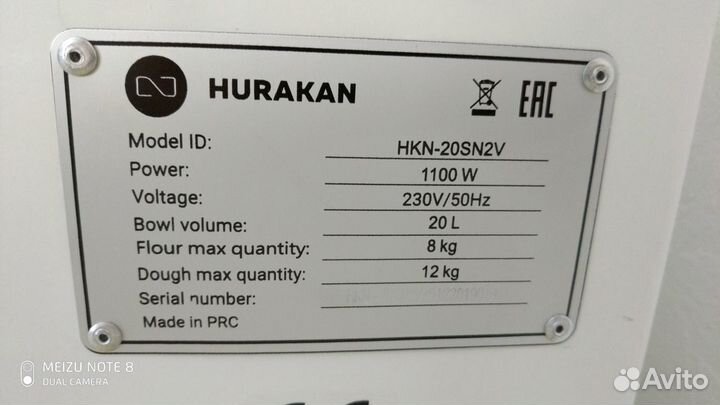 HURAKAN EAC
Model ID: HKN-20SN2V
Power: 1100 W
Voltage: 230V/50Hz
Bowl volume: 20 L
Flour max quantity: 8 kg
Dough max quantity: 12 kg
Serial number:
Made in PRC
MEIZU NOTE 8
DUAL CAMERA
Avito